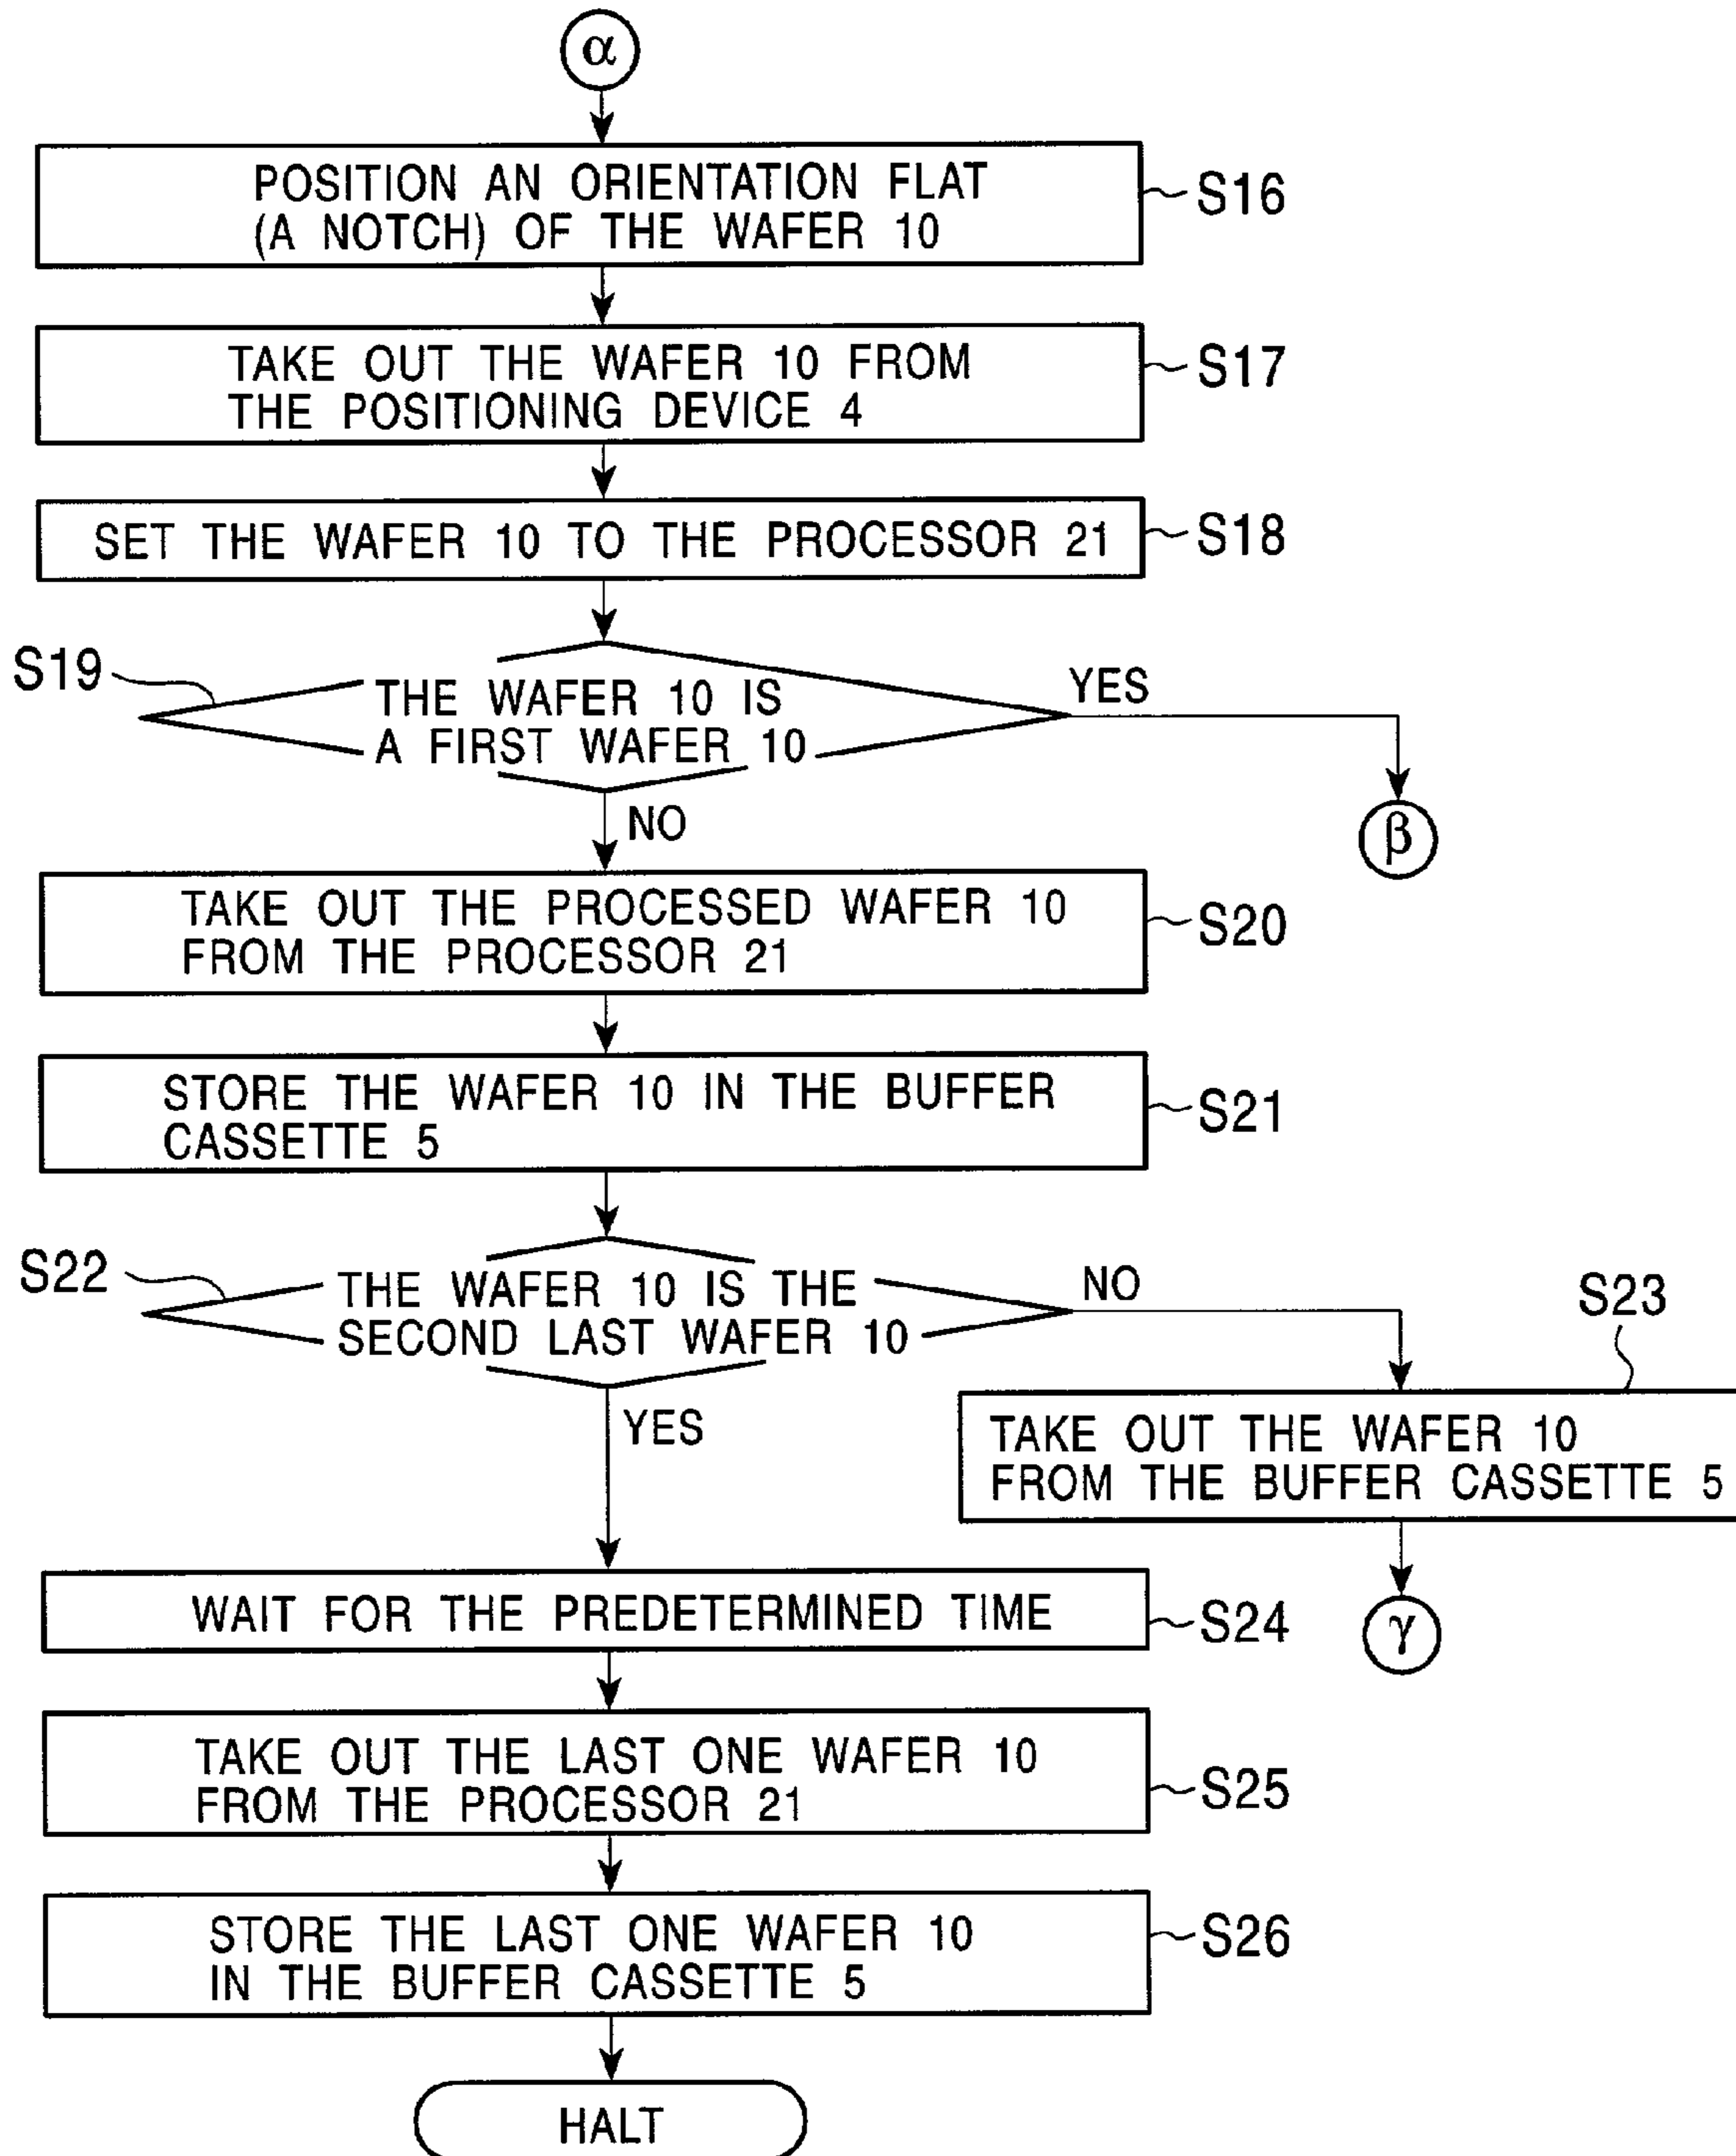 α
POSITION AN ORIENTATION FLAT
(A NOTCH) OF THE WAFER 10
S16
TAKE OUT THE WAFER 10 FROM
THE POSITIONING DEVICE 4
S17
SET THE WAFER 10 TO THE PROCESSOR 21
S18
S19
THE WAFER 10 IS
A FIRST WAFER 10
YES
β
NO
TAKE OUT THE PROCESSED WAFER 10
FROM THE PROCESSOR 21
S20
STORE THE WAFER 10 IN THE BUFFER
CASSETTE 5
S21
S22
THE WAFER 10 IS THE
SECOND LAST WAFER 10
NO
S23
TAKE OUT THE WAFER 10
FROM THE BUFFER CASSETTE 5
γ
YES
WAIT FOR THE PREDETERMINED TIME
S24
TAKE OUT THE LAST ONE WAFER 10
FROM THE PROCESSOR 21
S25
STORE THE LAST ONE WAFER 10
IN THE BUFFER CASSETTE 5
S26
HALT